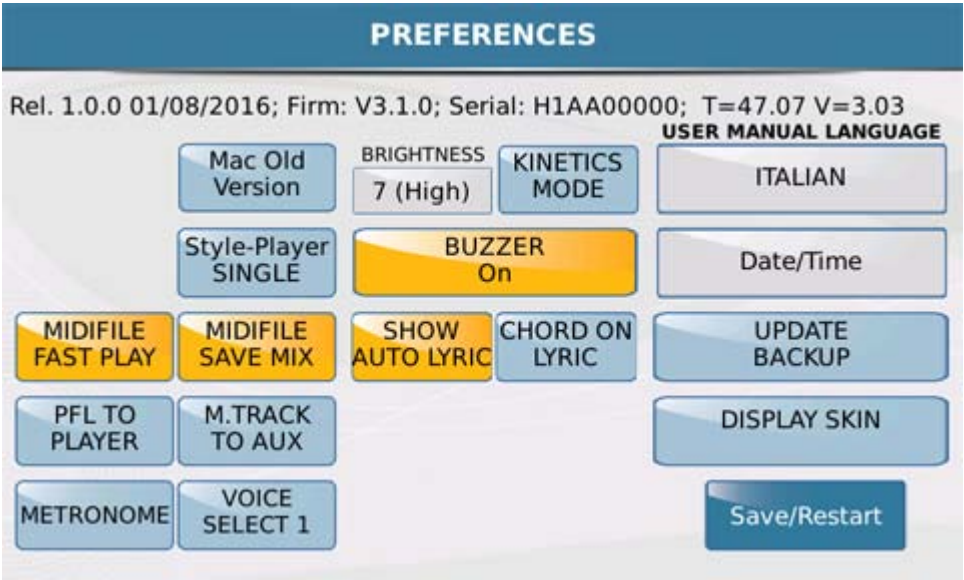 PREFERENCES
Rel. 1.0.0 01/08/2016; Firm: V3.1.0; Serial: H1AA00000; T=47.07 V=3.03
USER MANUAL LANGUAGE
Mac Old
Version
BRIGHTNESS
7 (High)
KINETICS
MODE
ITALIAN
Style-Player
SINGLE
BUZZER
On
Date/Time
MIDIFILE
FAST PLAY
MIDIFILE
SAVE MIX
SHOW
AUTO LYRIC
CHORD ON
LYRIC
UPDATE
BACKUP
PFL TO
PLAYER
M.TRACK
TO AUX
DISPLAY SKIN
METRONOME
VOICE
SELECT 1
Save/Restart